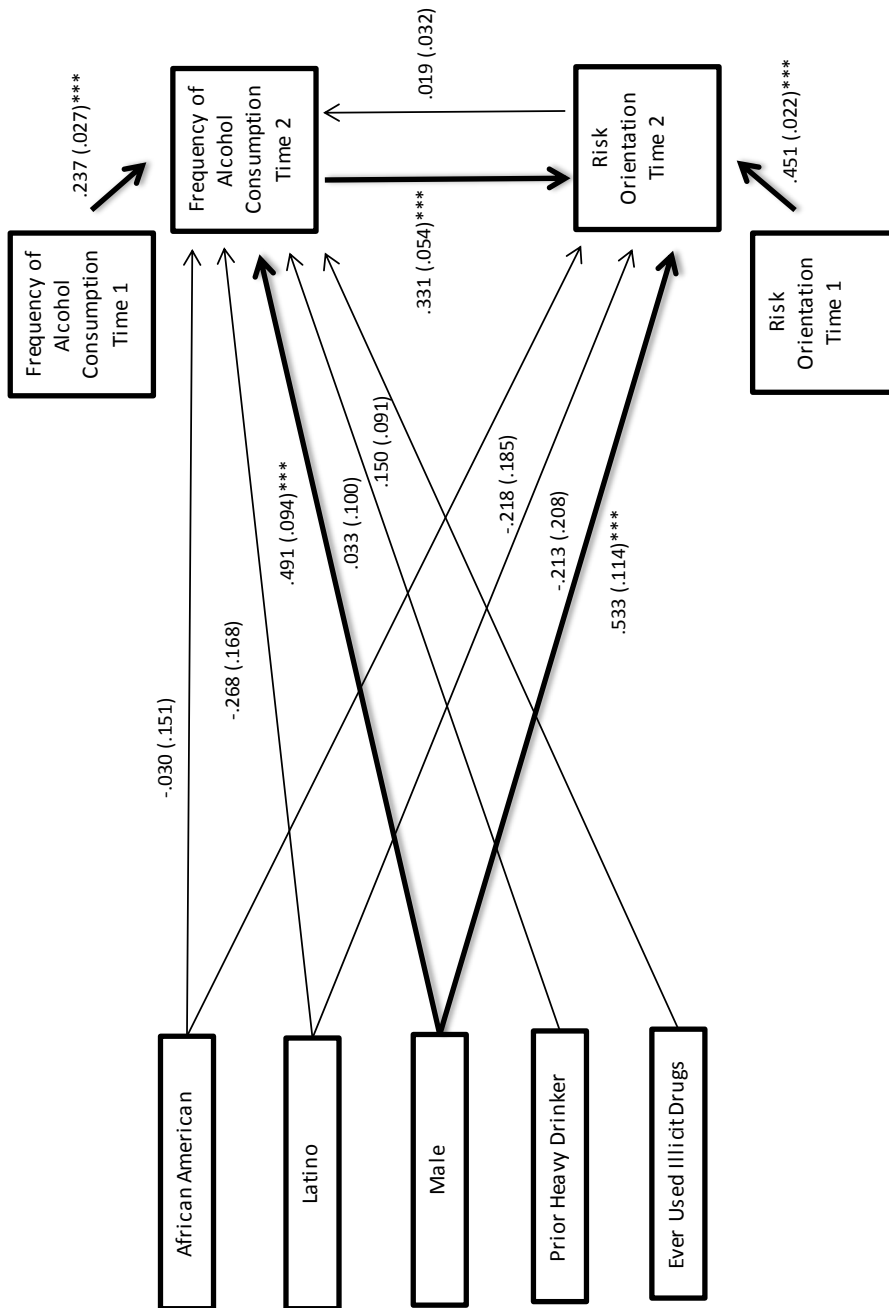 Frequency of
Alcohol
Consumption
Time 1
.237 (.027)***
Frequency of
Alcohol
Consumption
Time 2
.019 (.032)
.331 (.054)***
Risk
Orientation
Time 2
.451 (.022)***
Risk
Orientation
Time 1
African American
Latino
Male
Prior Heavy Drinker
Ever Used Illicit Drugs
-.030 (.151)
-.268 (.168)
.491 (.094)***
.033 (.100)
.150 (.091)
-.218 (.185)
-.213 (.208)
.533 (.114)***